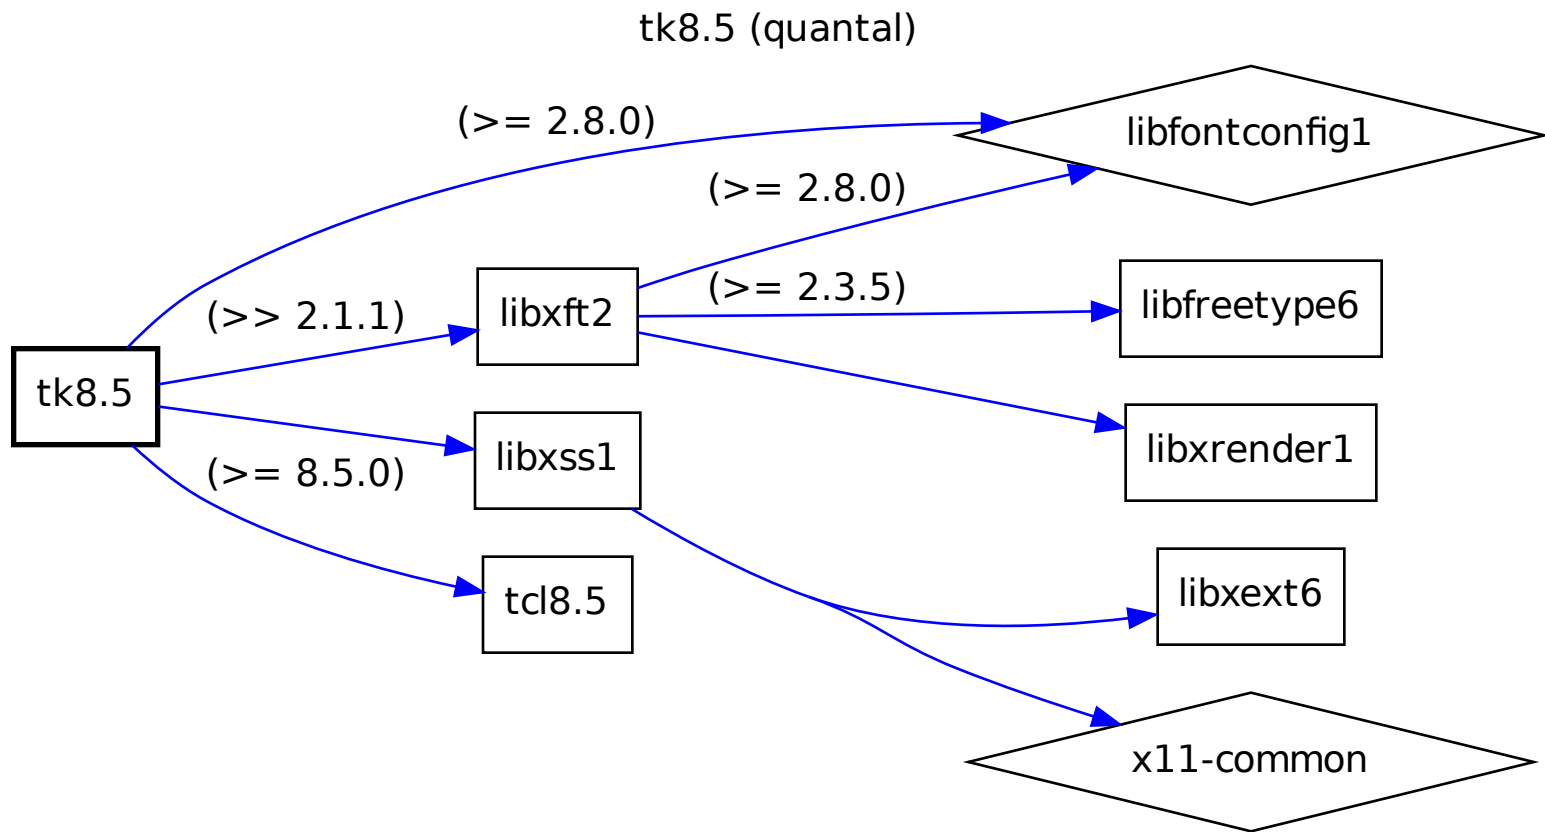 tk8.5 (quantal)
(>= 2.8.0)
libfontconfig1
(>= 2.8.0)
(>= 2.3.5)
(>> 2.1.1)
libxft2
libfreetype6
tk8.5
libxss1
libxrender1
(>= 8.5.0)
tcl8.5
libxext6
x11-common